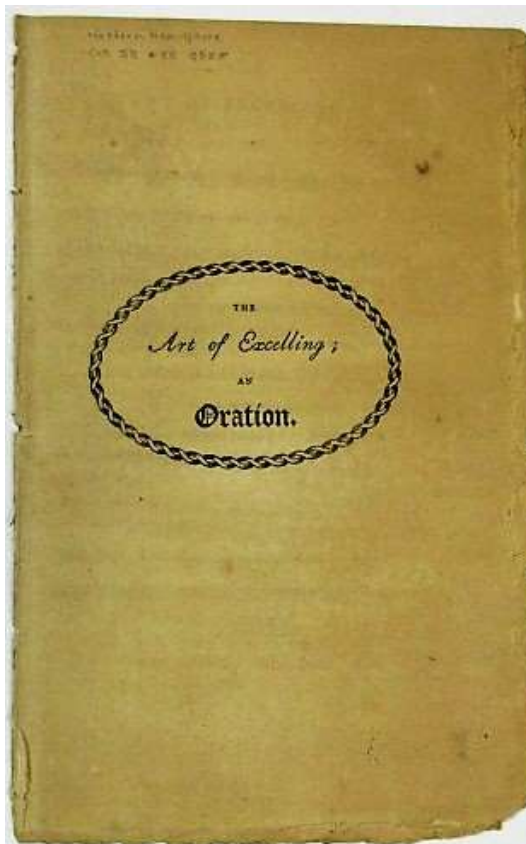 THE
Art of Excelling;
AN
Oration.